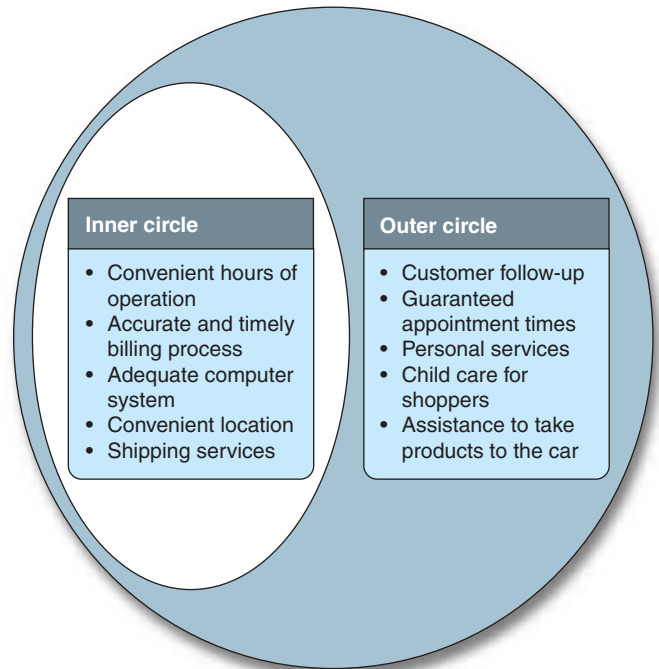 Inner circle
• Convenient hours of
operation
• Accurate and timely
billing process
• Adequate computer
system
• Convenient location
• Shipping services
Outer circle
• Customer follow-up
• Guaranteed
appointment times
• Personal services
• Child care for
shoppers
• Assistance to take
products to the car